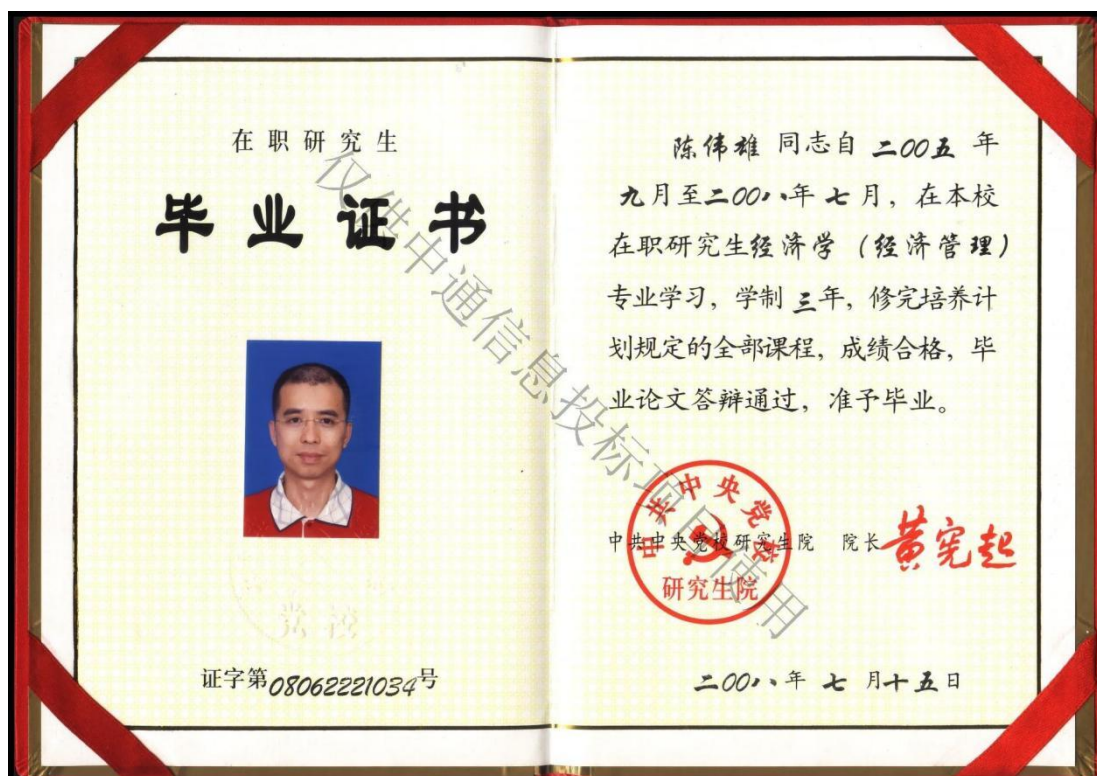 在职研究生
毕业证书
证字第08062221034号
陈伟雄 同志自 二00五 年
九月至二00八年七月，在本校
在职研究生经济学（经济管理）
专业学习，学制三年，修完培养计
划规定的全部课程，成绩合格，毕
业论文答辩通过，准予毕业。
中共中央党校研究生院 院长 黄宪起
中共中央党校
研究生院
二00八年七月十五日
仅供中通信息投标项目使用
党校